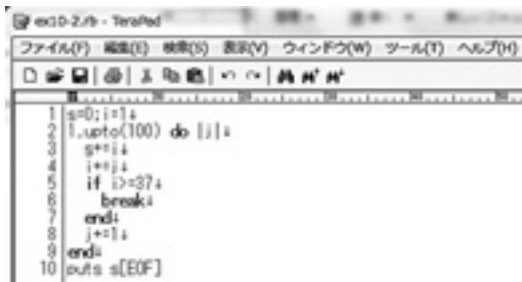 ex10-2.rb - TeraPad
ファイル(F) 編集(E) 検索(S) 表示(V) ウィンドウ(W) ツール(T) ヘルプ(H)
1 s=0;i=1↓
2 1.upto(100) do |j|↓
3 s+=i↓
4 i+=j↓
5 if i>=37↓
6 break↓
7 end↓
8 j+=1↓
9 end↓
10 puts s[EOF]